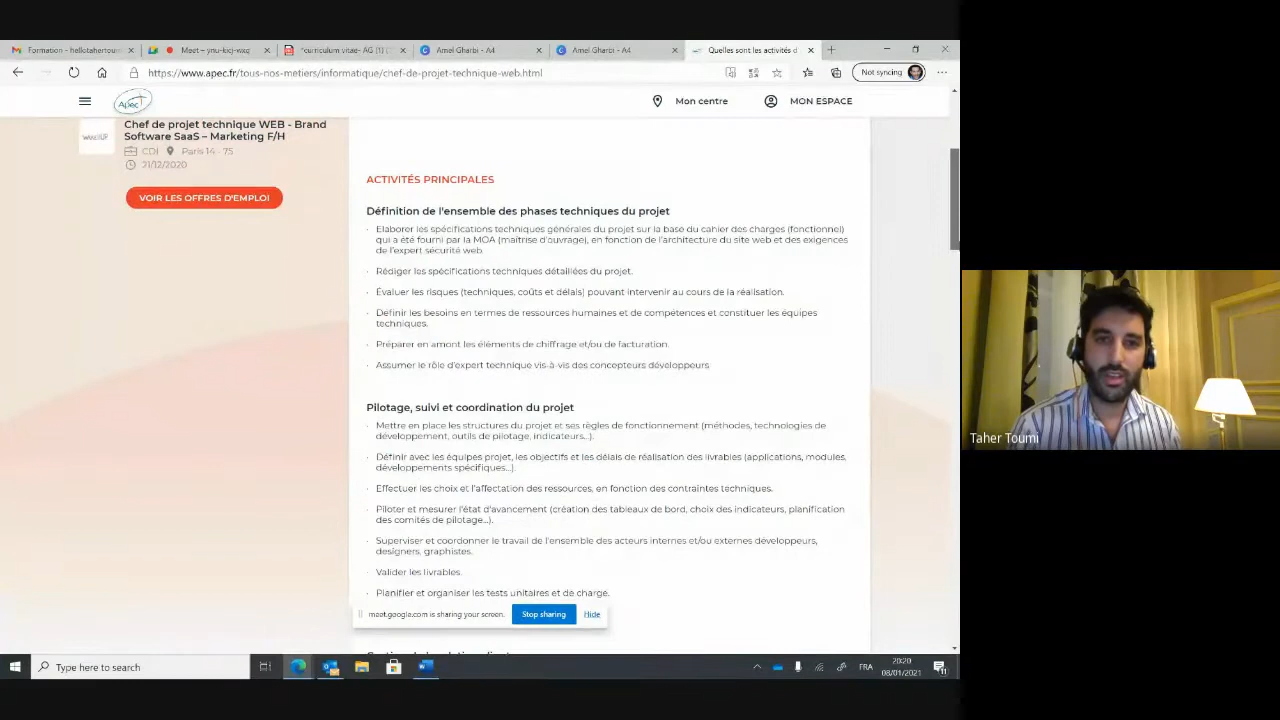 Formation - hellotahertou
Meet – ynu-kicj-wxq
*curriculum vitae- AG (1)
Amel Gharbi - A4
Amel Gharbi - A4
Quelles sont les activités d
https://www.apec.fr/tous-nos-metiers/informatique/chef-de-projet-technique-web.html
Not syncing
Apec
Mon centre
MON ESPACE
Chef de projet technique WEB - Brand
Software SaaS – Marketing F/H
CDI Paris 14 - 75
21/12/2020
VOIR LES OFFRES D'EMPLOI
ACTIVITÉS PRINCIPALES
Définition de l'ensemble des phases techniques du projet
· Elaborer les spécifications techniques générales du projet sur la base du cahier des charges (fonctionnel)
qui a été fourni par la MOA (maîtrise d'ouvrage), en fonction de l'architecture du site web et des exigences
de l'expert sécurité web.
· Rédiger les spécifications techniques détaillées du projet.
· Évaluer les risques (techniques, coûts et délais) pouvant intervenir au cours de la réalisation.
· Définir les besoins en termes de ressources humaines et de compétences et constituer les équipes
techniques.
· Préparer en amont les éléments de chiffrage et/ou de facturation.
· Assumer le rôle d'expert technique vis-à-vis des concepteurs développeurs
Pilotage, suivi et coordination du projet
· Mettre en place les structures du projet et ses règles de fonctionnement (méthodes, technologies de
développement, outils de pilotage, indicateurs...).
· Définir avec les équipes projet, les objectifs et les délais de réalisation des livrables (applications, modules,
développements spécifiques...).
· Effectuer les choix et l'affectation des ressources, en fonction des contraintes techniques.
· Piloter et mesurer l'état d'avancement (création des tableaux de bord, choix des indicateurs, planification
des comités de pilotage...).
· Superviser et coordonner le travail de l'ensemble des acteurs internes et/ou externes développeurs,
designers, graphistes.
· Valider les livrables.
· Planifier et organiser les tests unitaires et de charge.
meet.google.com is sharing your screen.
Stop sharing
Hide
Taher Toumi
Type here to search
FRA
20:20
08/01/2021